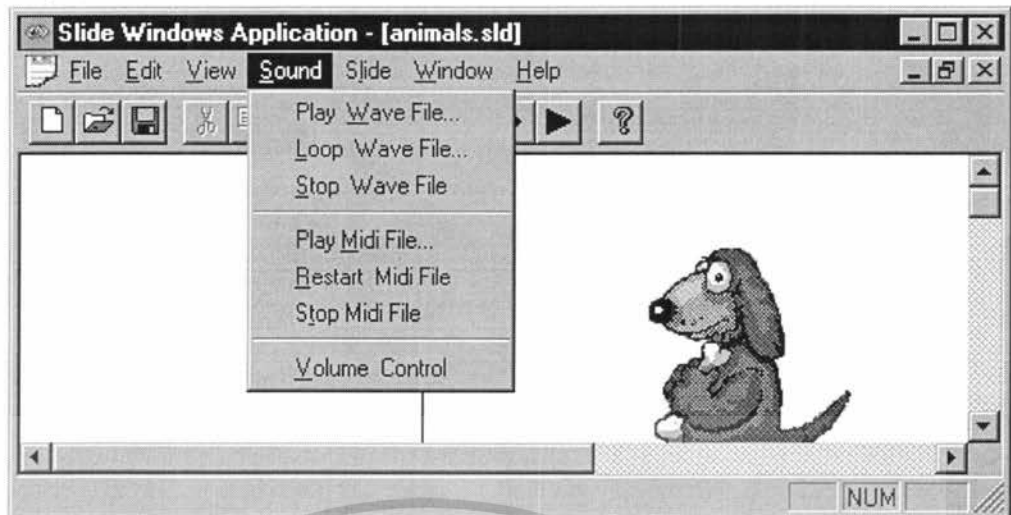 Slide Windows Application - [animals.sld]
File Edit View Sound Slide Window Help
Play Wave File...
Loop Wave File...
Stop Wave File
Play Midi File...
Restart Midi File
Stop Midi File
Volume Control
NUM